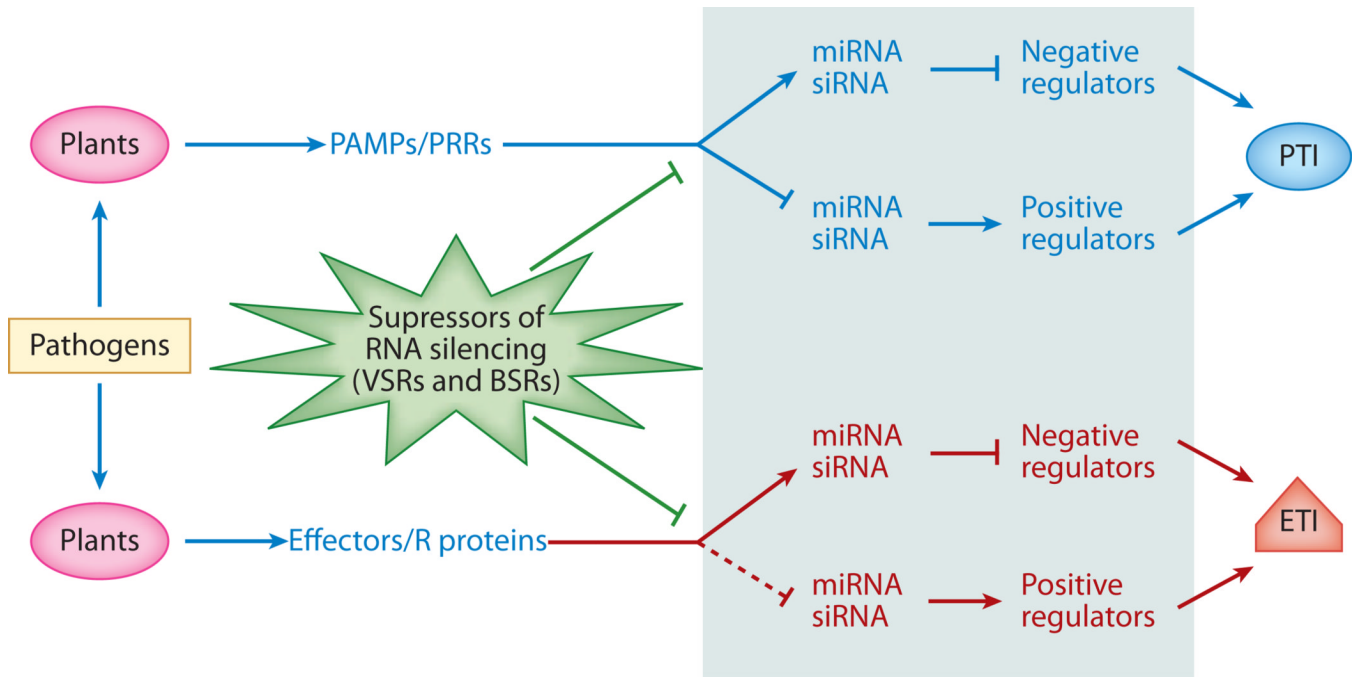 miRNA
siRNA
Negative
regulators
Plants
PAMPs/PRRs
PTI
miRNA
siRNA
Positive
regulators
Supressors of
RNA silencing
(VSRs and BSRs)
Pathogens
miRNA
siRNA
Negative
regulators
Plants
Effectors/R proteins
ETI
miRNA
siRNA
Positive
regulators